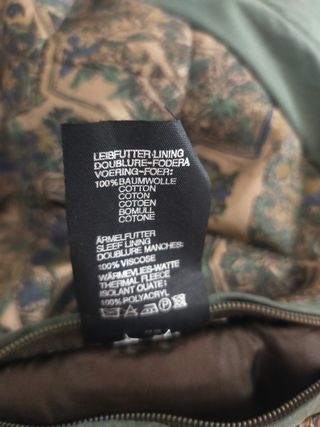 LEIBFUTTER-LINING
DOUBLURE-FODERA
VOERING-FOER:
100% BAUMWOLLE
COTTON
COTON
COTOEN
BOMULL
COTONE
ÄRMELFUTTER
SLEEF LINING
DOUBLURE MANCHES:
100% VISCOSE
WÄRMEVLIES-WATTE
THERMAL FLEECE
ISOLANT OUATE:
100% POLYACRYL